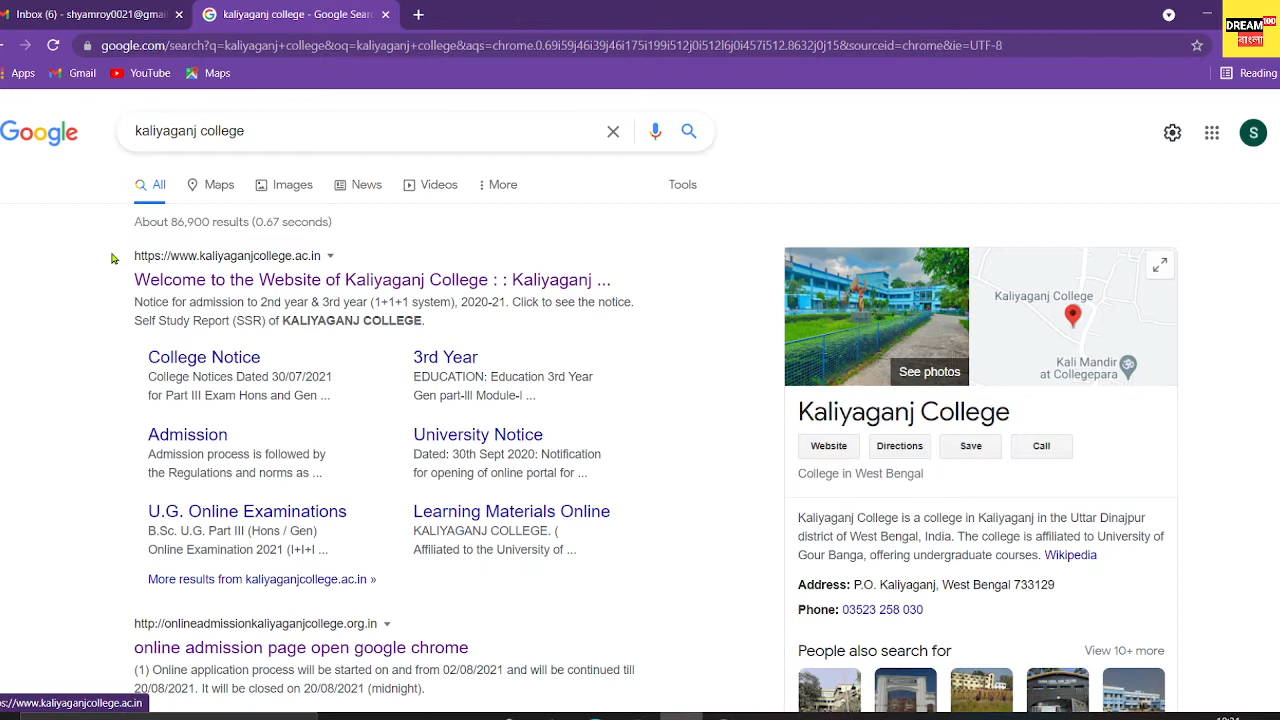 Inbox (6) - shyamroy0021@gmail
kaliyaganj college - Google Sear
DREAM 100
বাংলা
google.com/search?q=kaliyaganj+college&oq=kaliyaganj+college&aqs=chrome.0.69i59j46i39j46i175i199i512j0i512l6j0i457i512.8632j0j15&sourceid=chrome&ie=UTF-8
Apps Gmail YouTube Maps Reading
Google
kaliyaganj college
S
All Maps Images News Videos More Tools
About 86,900 results (0.67 seconds)
https://www.kaliyaganjcollege.ac.in
Welcome to the Website of Kaliyaganj College : : Kaliyaganj ...
Notice for admission to 2nd year & 3rd year (1+1+1 system), 2020-21. Click to see the notice.
Self Study Report (SSR) of KALIYAGANJ COLLEGE.
College Notice
College Notices Dated 30/07/2021
for Part III Exam Hons and Gen ...
3rd Year
EDUCATION: Education 3rd Year
Gen part-III Module-I ...
Admission
Admission process is followed by
the Regulations and norms as ...
University Notice
Dated: 30th Sept 2020: Notification
for opening of online portal for ...
U.G. Online Examinations
B.Sc. U.G. Part III (Hons / Gen)
Online Examination 2021 (I+I+I ...
Learning Materials Online
KALIYAGANJ COLLEGE. (
Affiliated to the University of ...
More results from kaliyaganjcollege.ac.in »
http://onlineadmissionkaliyaganjcollege.org.in
online admission page open google chrome
(1) Online application process will be started on and from 02/08/2021 and will be continued till
20/08/2021. It will be closed on 20/08/2021 (midnight).
s://www.kaliyaganjcollege.ac.in
Kaliyaganj College
Kali Mandir
at Collegepara
See photos
Kaliyaganj College
Website Directions Save Call
College in West Bengal
Kaliyaganj College is a college in Kaliyaganj in the Uttar Dinajpur
district of West Bengal, India. The college is affiliated to University of
Gour Banga, offering undergraduate courses. Wikipedia
Address: P.O. Kaliyaganj, West Bengal 733129
Phone: 03523 258 030
People also search for View 10+ more